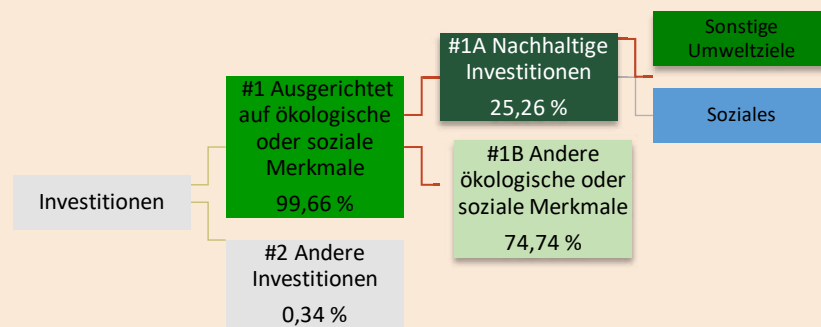 Investitionen
#1 Ausgerichtet
auf ökologische
oder soziale
Merkmale
99,66 %
#2 Andere
Investitionen
0,34 %
#1A Nachhaltige
Investitionen
25,26 %
#1B Andere
ökologische oder
soziale Merkmale
74,74 %
Sonstige
Umweltziele
Soziales